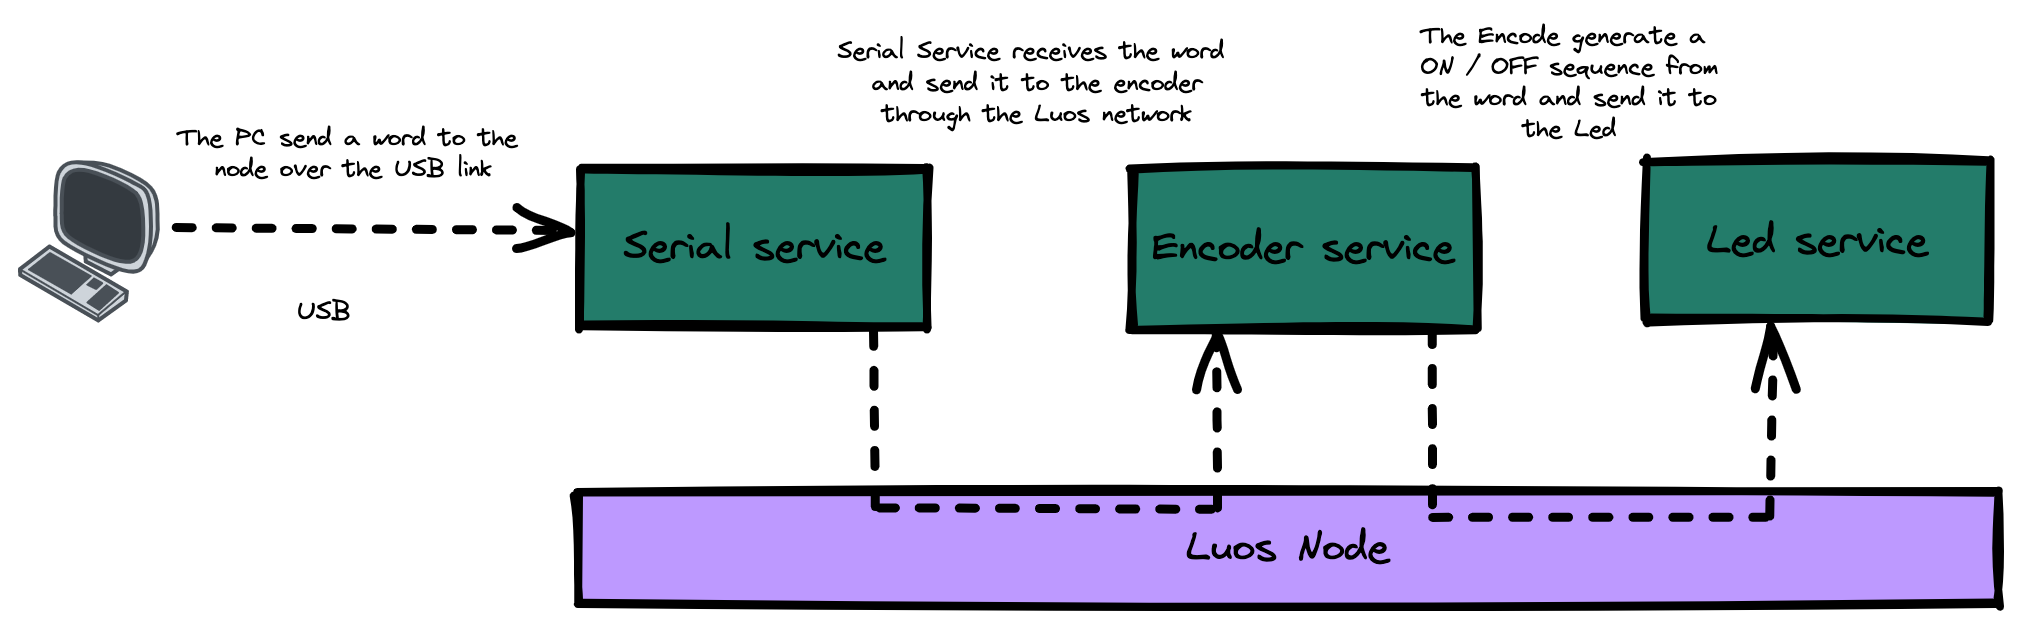 The PC send a word to the
node over the USB link
USB
Serial Service receives the word
and send it to the encoder
through the Luos network
The Encode generate a
ON / OFF sequence from
the word and send it to
the Led
Serial service
Encoder service
Led service
Luos Node